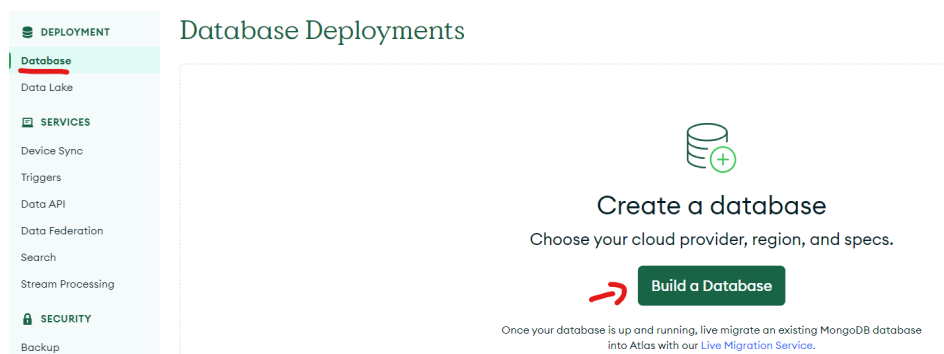 DEPLOYMENT
Database
Data Lake
SERVICES
Device Sync
Triggers
Data API
Data Federation
Search
Stream Processing
SECURITY
Backup
Database Deployments
Create a database
Choose your cloud provider, region, and specs.
Build a Database
Once your database is up and running, live migrate an existing MongoDB database
into Atlas with our Live Migration Service.